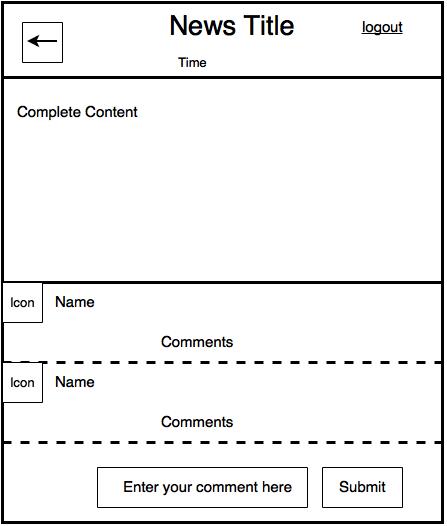 News Title
logout
Time
Complete Content
Icon
Name
Comments
Icon
Name
Comments
Enter your comment here
Submit